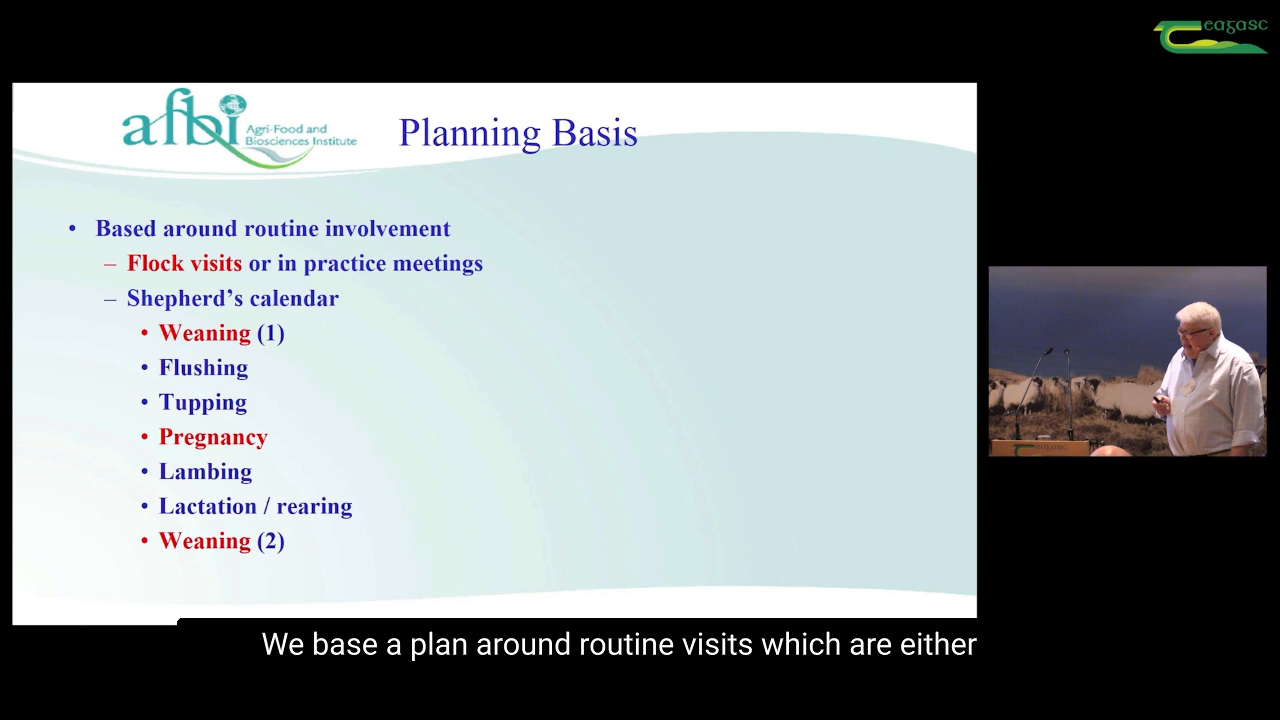 eagasc
afbi
Agri-Food and
Biosciences Institute
Planning Basis
• Based around routine involvement
– Flock visits or in practice meetings
– Shepherd’s calendar
• Weaning (1)
• Flushing
• Tupping
• Pregnancy
• Lambing
• Lactation / rearing
• Weaning (2)
eagasc
We base a plan around routine visits which are either